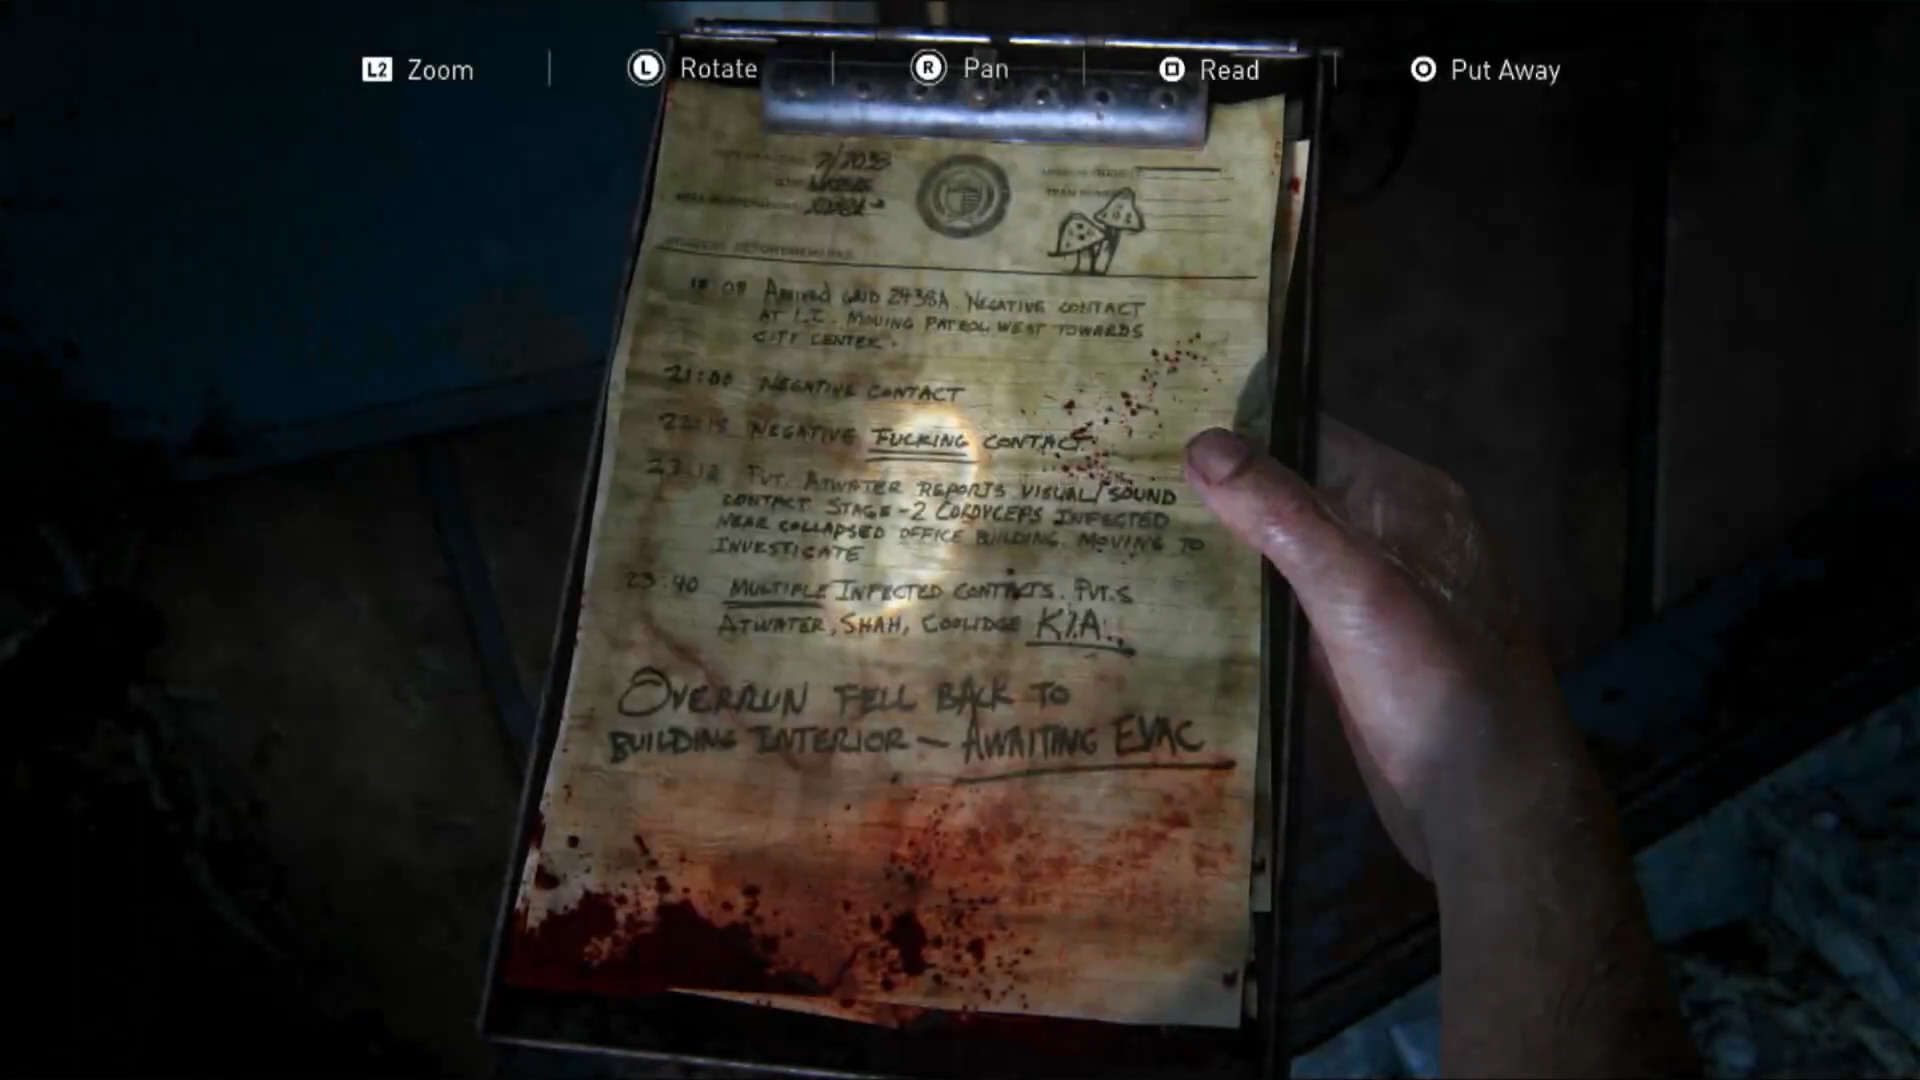 L2 Zoom
L Rotate
R Pan
Read
Put Away
7/2033
18:08 Arrived Grid 2438A. Negative contact
at L.Z. Moving patrol west towards
city center.
21:00 Negative contact
22:18 Negative Fucking contact
23:12 Pvt. Atwater reports visual/sound
contact Stage-2 Cordyceps Infected
near collapsed office building. Moving to
investigate
23:40 Multiple Infected contacts. Pvt.s
Atwater, Shah, Coolidge K.I.A.
Overrun fell back to
building interior - Awaiting Evac